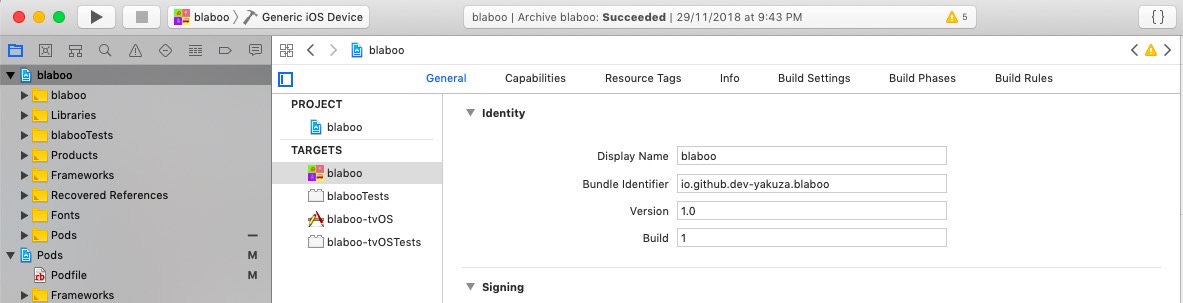 blaboo Generic iOS Device
blaboo | Archive blaboo: Succeeded | 29/11/2018 at 9:43 PM
5
{ }
blaboo
blaboo
Libraries
blabooTests
Products
Frameworks
Recovered References
Fonts
Pods
Pods M
rb Podfile M
Frameworks
blaboo
General Capabilities Resource Tags Info Build Settings Build Phases Build Rules
PROJECT
blaboo
TARGETS
blaboo
blabooTests
blaboo-tvOS
blaboo-tvOSTests
Identity
Display Name blaboo
Bundle Identifier io.github.dev-yakuza.blaboo
Version 1.0
Build 1
Signing